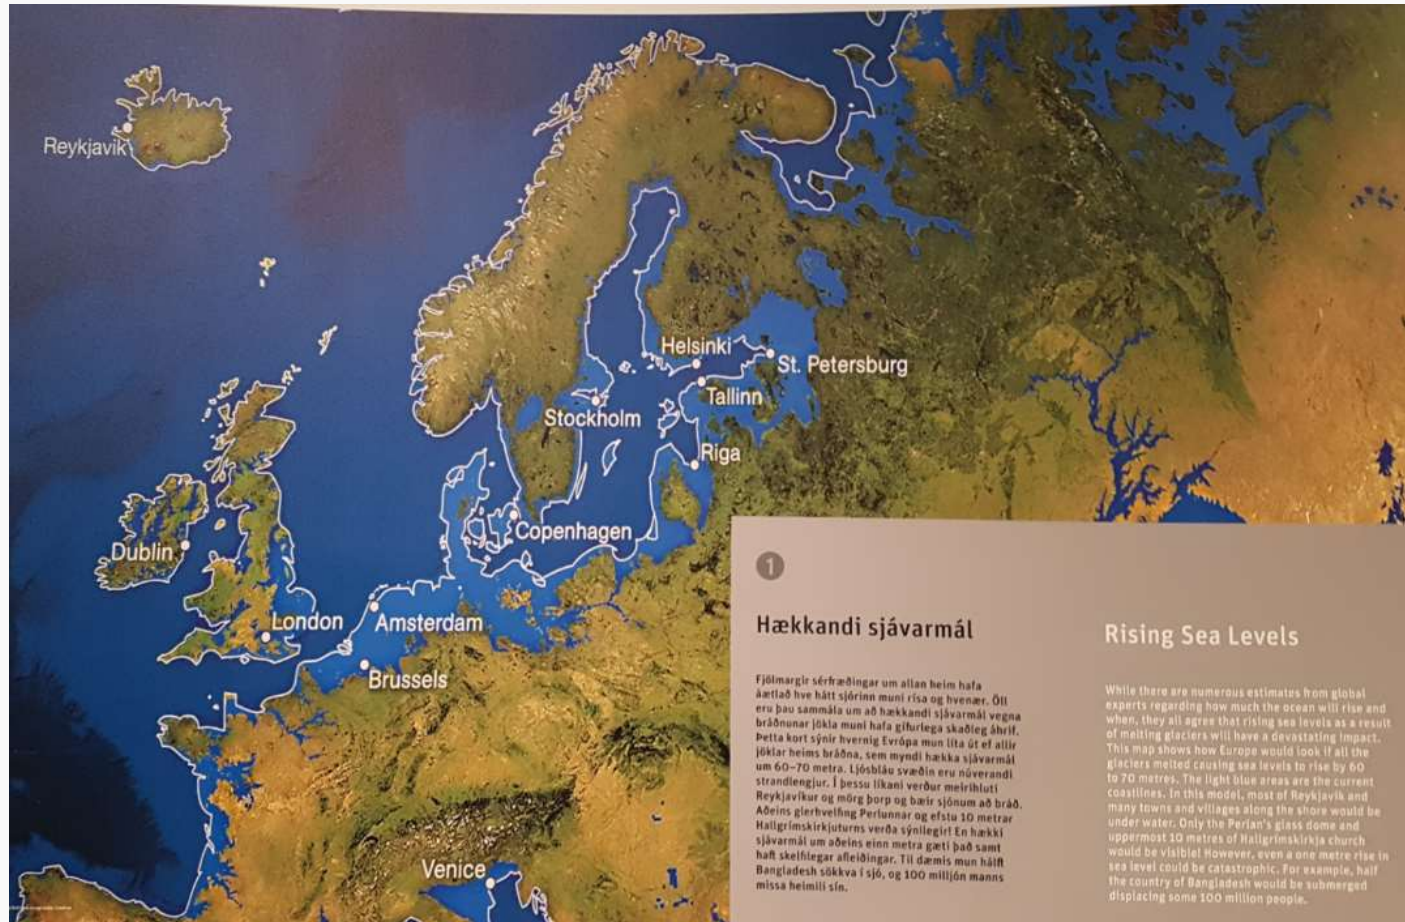 Reykjavik
Helsinki
St. Petersburg
Tallinn
Stockholm
Riga
Copenhagen
Dublin
London
Amsterdam
Brussels
Venice
1
Hækkandi sjávarmál
Fjölmargir sérfræðingar um allan heim hafa
áætlað hve hátt sjórinn muni rísa og hvenær. Öll
eru þau sammála um að hækkandi sjávarmál vegna
bráðnunar jökla muni hafa gífurlega skaðleg áhrif.
Þetta kort sýnir hvernig Evrópa mun líta út ef allir
jöklar heims bráðna, sem myndi hækka sjávarmál
um 60–70 metra. Ljósbláu svæðin eru núverandi
strandlengjur. Í þessu líkani verður meirihluti
Reykjavíkur og mörg þorp og bæir sjónum að bráð.
Aðeins glerhvelfing Perlunnar og efstu 10 metrar
Hallgrímskirkjuturns verða sýnilegir! En hækki
sjávarmál um aðeins einn metra gæti það samt
haft skelfilegar afleiðingar. Til dæmis mun hálft
Bangladesh sökkva í sjó, og 100 milljón manns
missa heimili sín.
Rising Sea Levels
While there are numerous estimates from global
experts regarding how much the ocean will rise and
when, they all agree that rising sea levels as a result
of melting glaciers will have a devastating impact.
This map shows how Europe would look if all the
glaciers melted causing sea levels to rise by 60
to 70 metres. The light blue areas are the current
coastlines. In this model, most of Reykjavik and
many towns and villages along the shore would be
under water. Only the Perlan's glass dome and
uppermost 10 metres of Hallgrímskirkja church
would be visible! However, even a one metre rise in
sea level could be catastrophic. For example, half
the country of Bangladesh would be submerged
displacing some 100 million people.